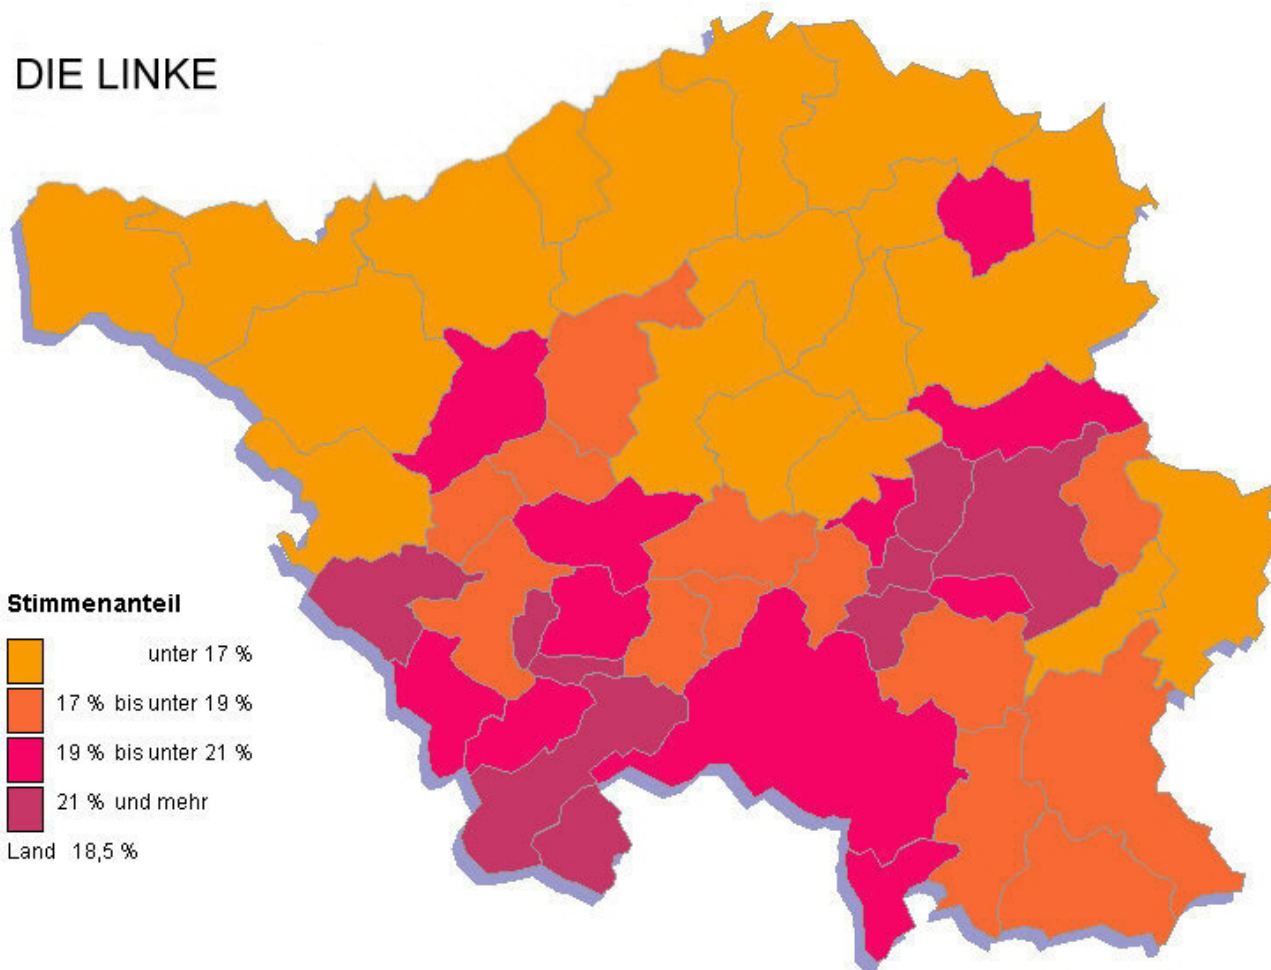 DIE LINKE
Stimmenanteil
unter 17 %
17 % bis unter 19 %
19 % bis unter 21 %
21 % und mehr
Land 18,5 %